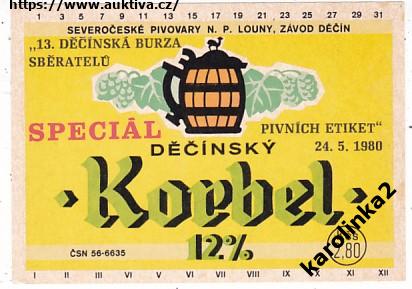 https://www.auktiva.cz/
1 3 5 7 9 11 13 15 17 19 21 23 25 27 29 31
SEVEROČESKÉ PIVOVARY N. P. LOUNY, ZÁVOD DĚČÍN
„13. DĚČÍNSKÁ BURZA
SBĚRATELŮ
SPECIÁL
PIVNÍCH ETIKET“
24. 5. 1980
DĚČÍNSKÝ
Korbel
12%
ČSN 56-6635
2,80
I II III IV V VI VII VIII IX X XI XII
karolinka2